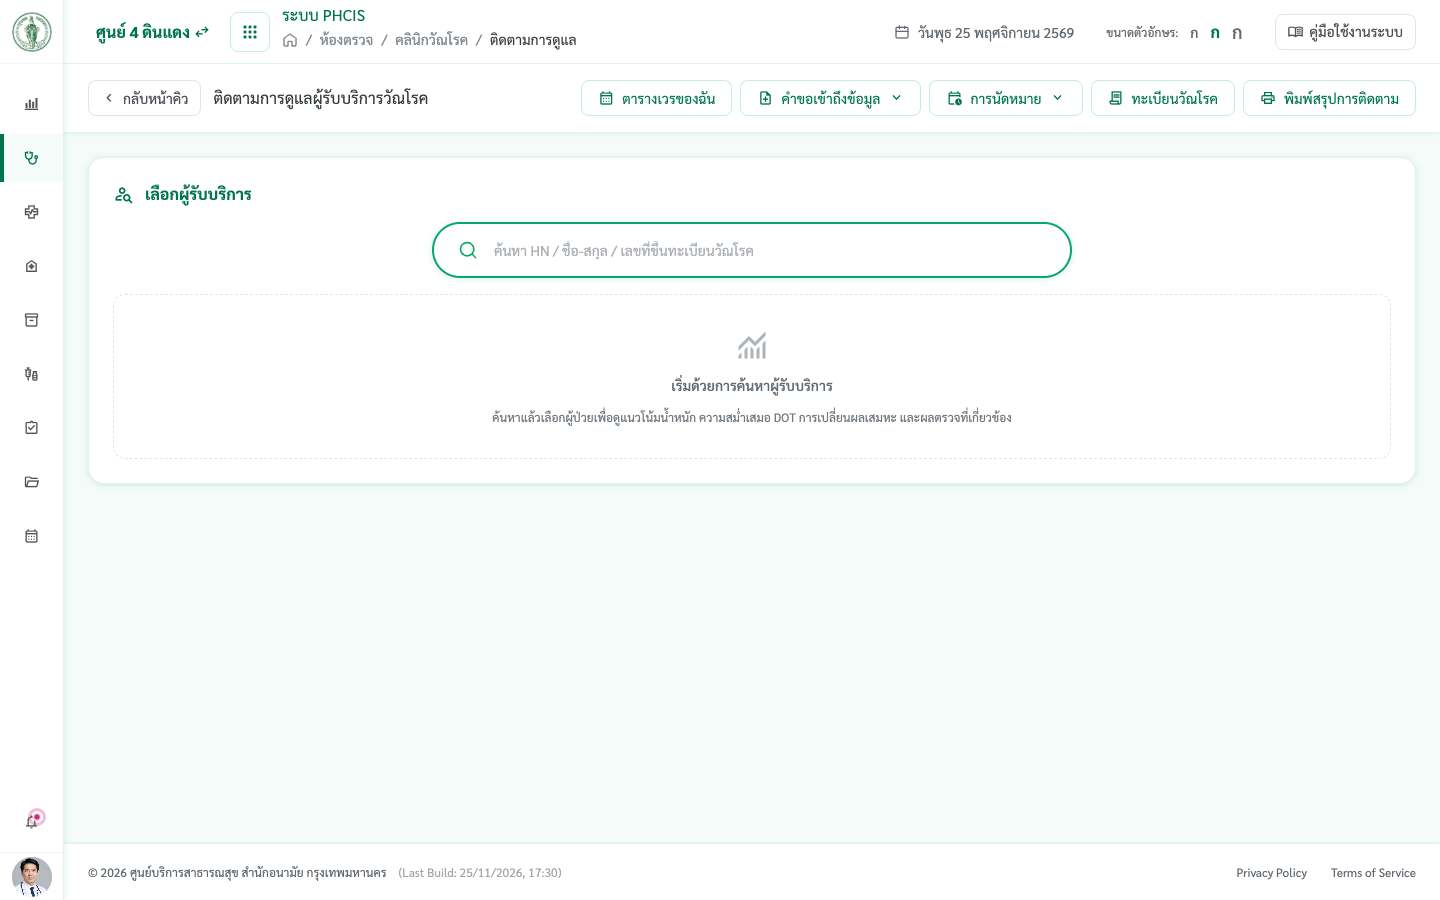 ศูนย์ 4 ดินแดง
ระบบ PHCIS
/ ห้องตรวจ / คลินิกวัณโรค / ติดตามการดูแล
วันพุธ 25 พฤศจิกายน 2569
ขนาดตัวอักษร: ก ก ก
คู่มือใช้งานระบบ
กลับหน้าคิว
ติดตามการดูแลผู้รับบริการวัณโรค
ตารางเวรของฉัน
คำขอเข้าถึงข้อมูล
การนัดหมาย
ทะเบียนวัณโรค
พิมพ์สรุปการติดตาม
เลือกผู้รับบริการ
ค้นหา HN / ชื่อ-สกุล / เลขที่ขึ้นทะเบียนวัณโรค
เริ่มด้วยการค้นหาผู้รับบริการ
ค้นหาแล้วเลือกผู้ป่วยเพื่อดูแนวโน้มน้ำหนัก ความสม่ำเสมอ DOT การเปลี่ยนผลเสมหะ และผลตรวจที่เกี่ยวข้อง
© 2026 ศูนย์บริการสาธารณสุข สำนักอนามัย กรุงเทพมหานคร (Last Build: 25/11/2026, 17:30)
Privacy Policy
Terms of Service